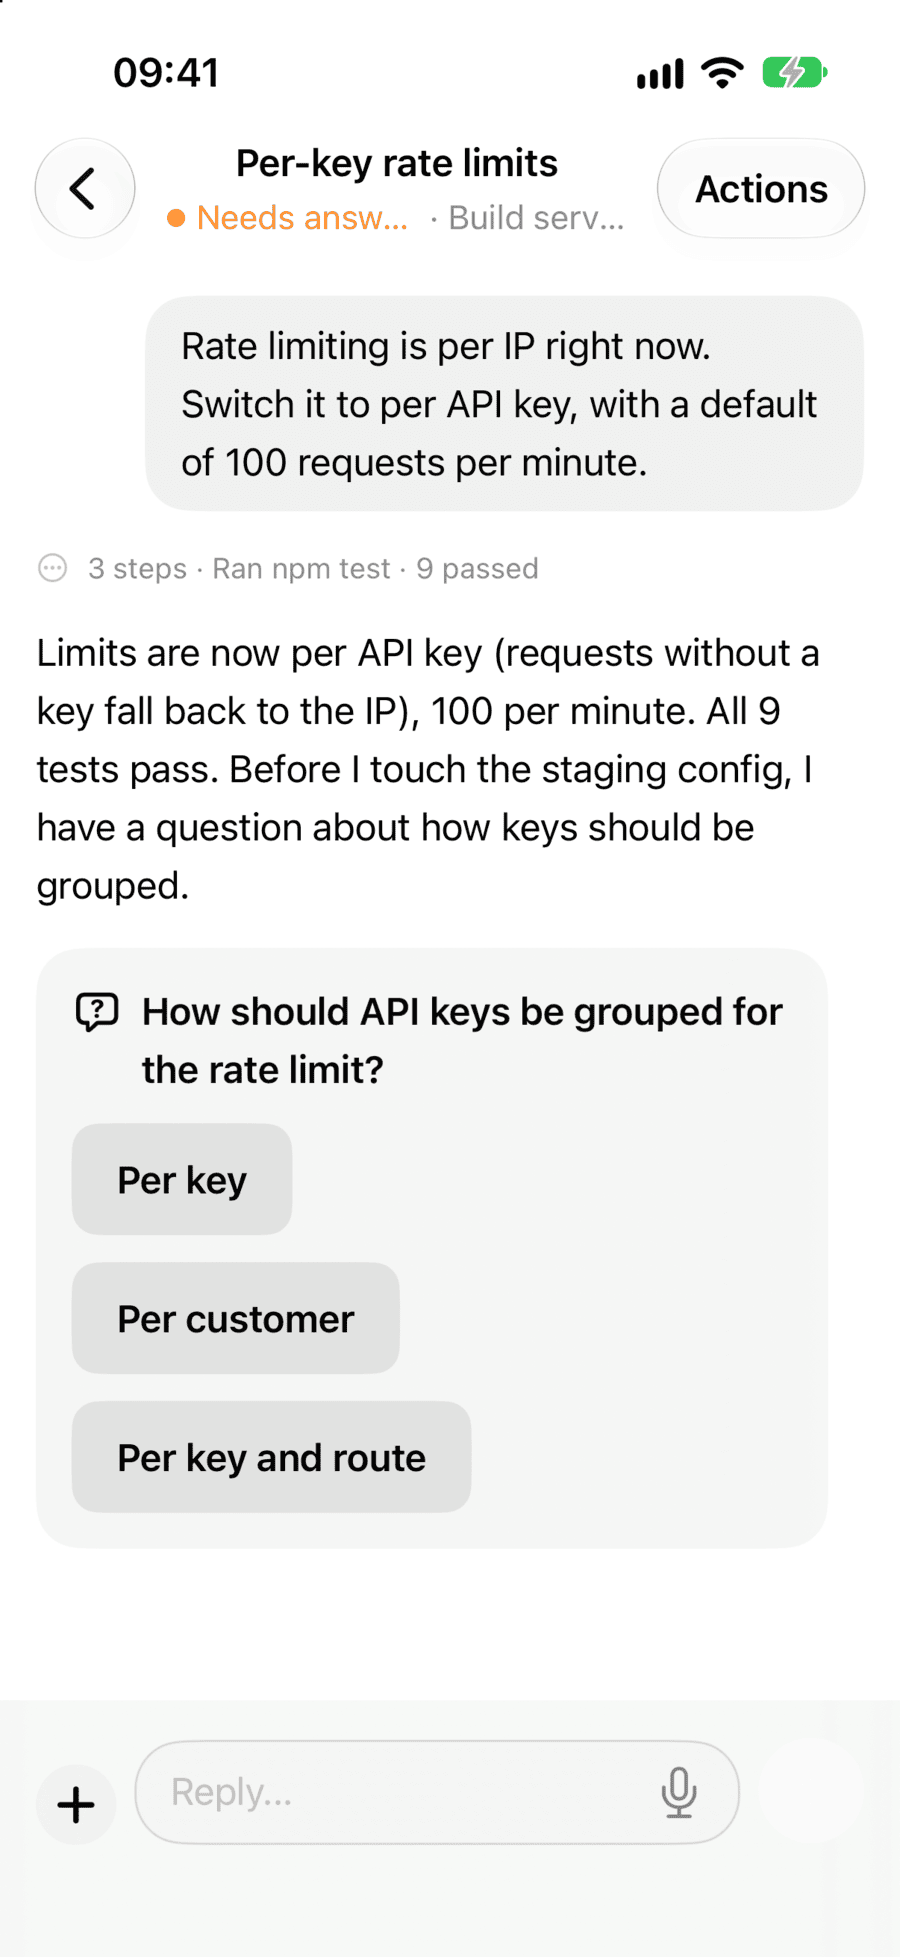 09:41
Per-key rate limits
Needs answ... · Build serv...
Actions
Rate limiting is per IP right now.
Switch it to per API key, with a default
of 100 requests per minute.
3 steps · Ran npm test · 9 passed
Limits are now per API key (requests without a
key fall back to the IP), 100 per minute. All 9
tests pass. Before I touch the staging config, I
have a question about how keys should be
grouped.
How should API keys be grouped for
the rate limit?
Per key
Per customer
Per key and route
Reply...